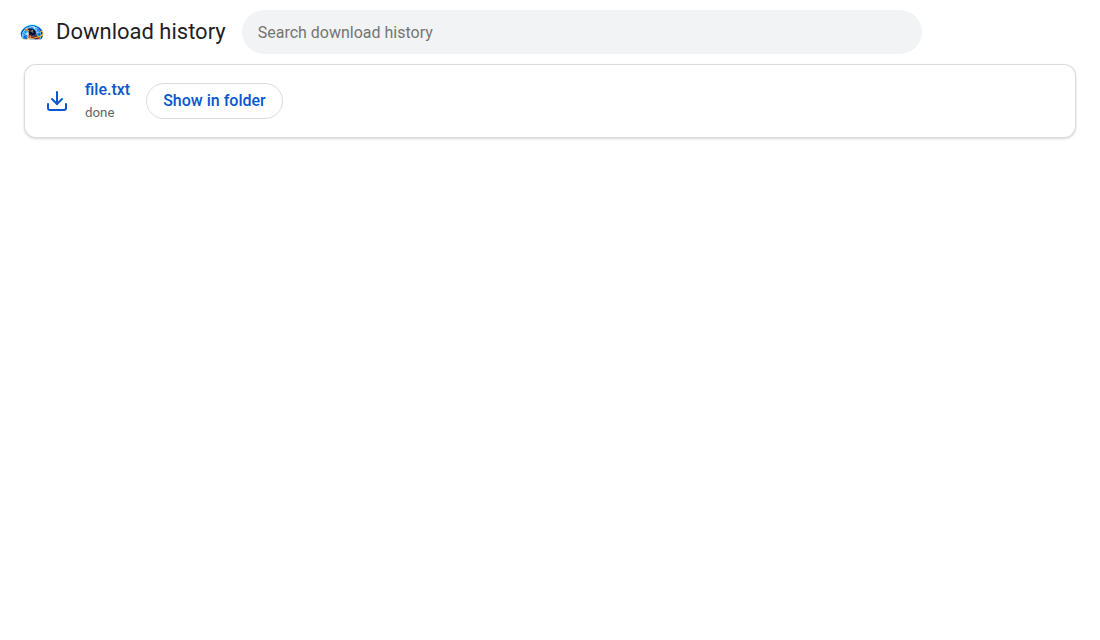 Download history
Search download history
file.txt
done
Show in folder